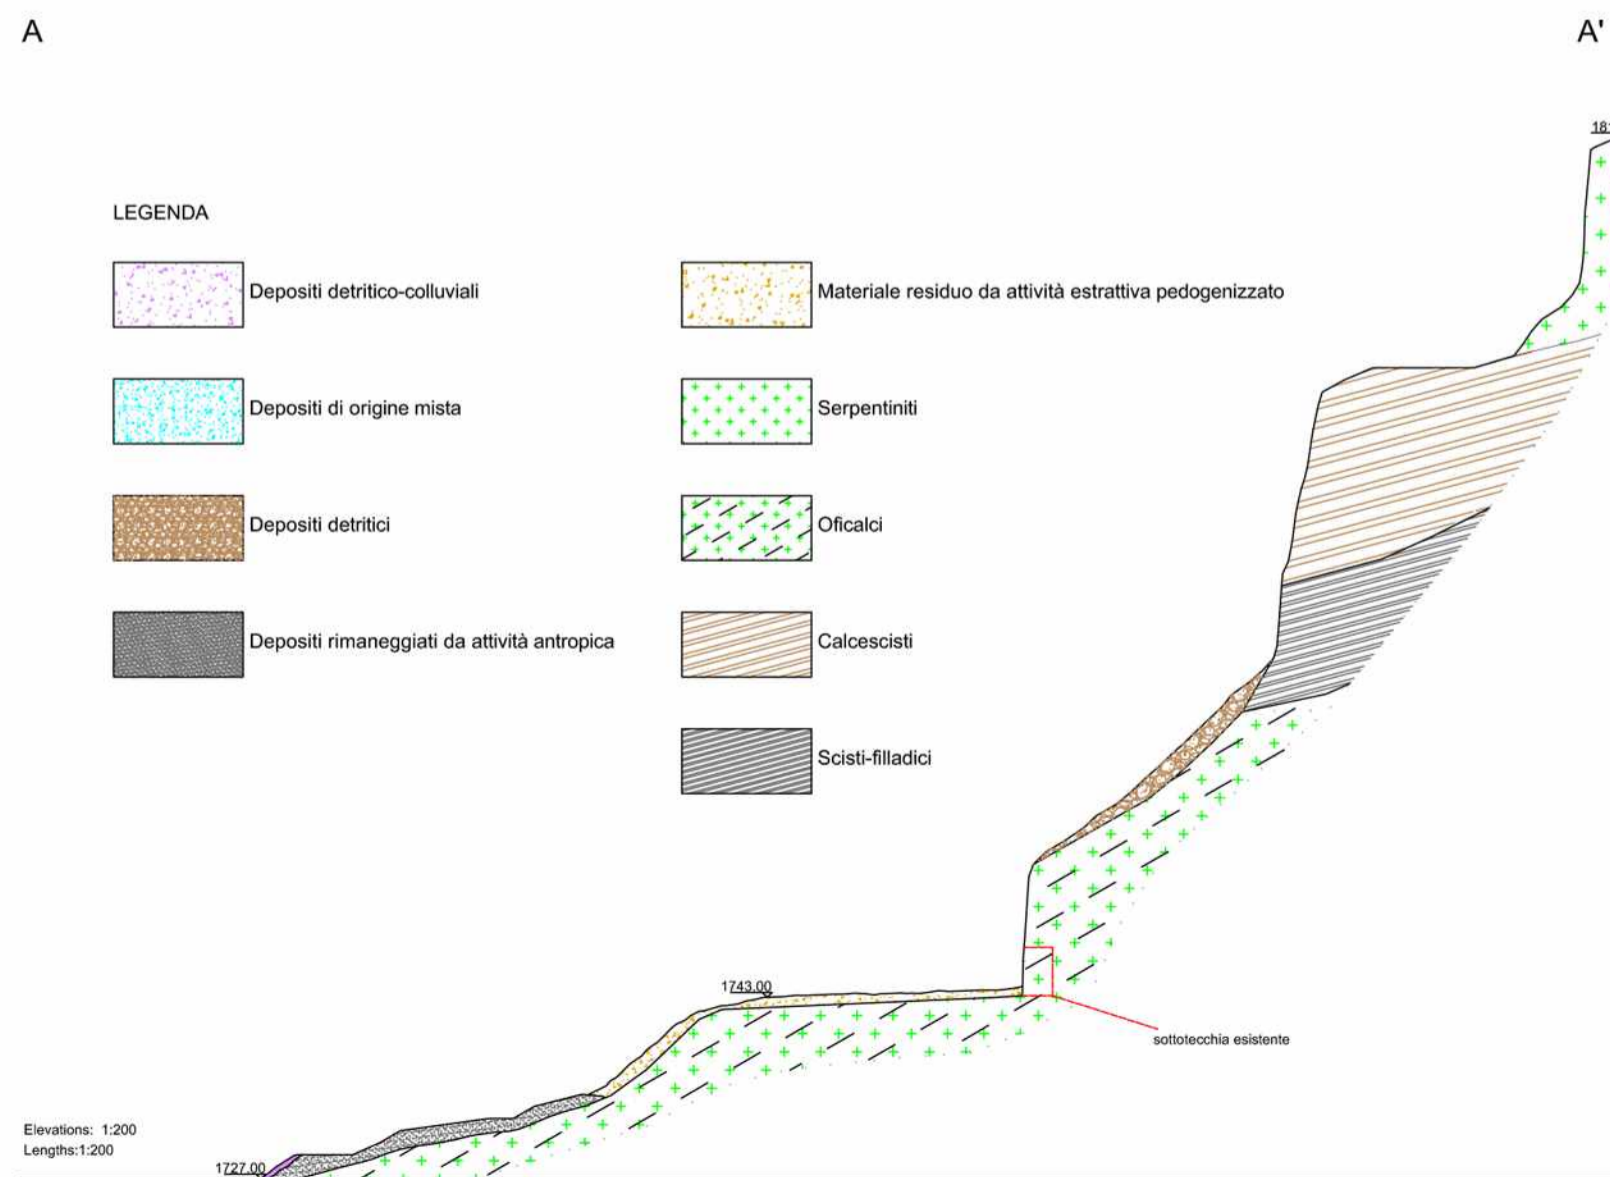 A
A'
LEGENDA
Depositi detritico-colluviali
Materiale residuo da attività estrattiva pedogenizzato
Depositi di origine mista
Serpentiniti
Depositi detritici
Oficalci
Depositi rimaneggiati da attività antropica
Calcescisti
Scisti-filladici
1743.00
sottotecchia esistente
Elevations: 1:200
Lengths:1:200
1727.00